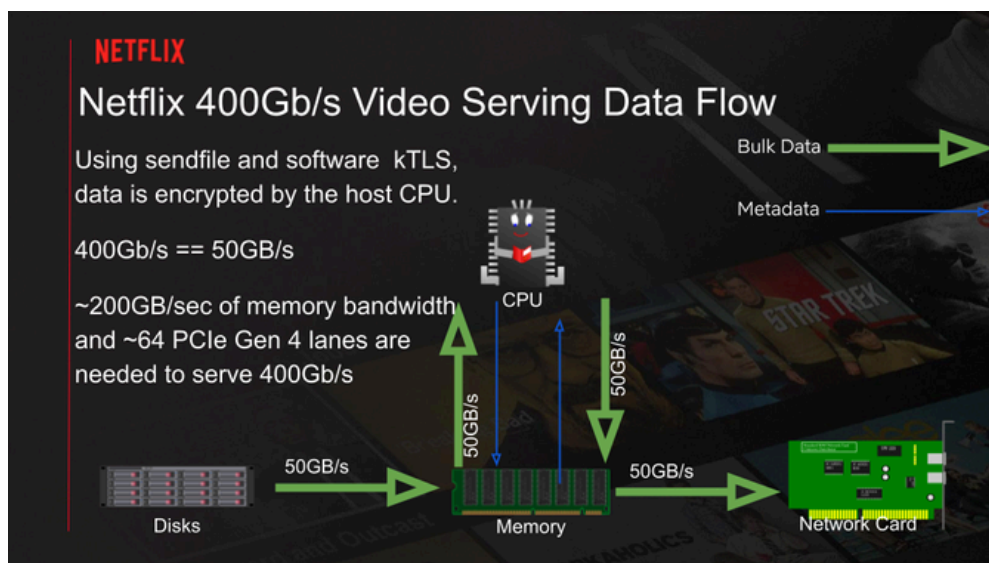 NETFLIX
Netflix 400Gb/s Video Serving Data Flow
Using sendfile and software kTLS,
data is encrypted by the host CPU.
400Gb/s == 50GB/s
~200GB/sec of memory bandwidth
and ~64 PCIe Gen 4 lanes are
needed to serve 400Gb/s
Bulk Data
Metadata
STAR TREK
CPU
50GB/s
50GB/s
50GB/s
50GB/s
Disks
Memory
Network Card